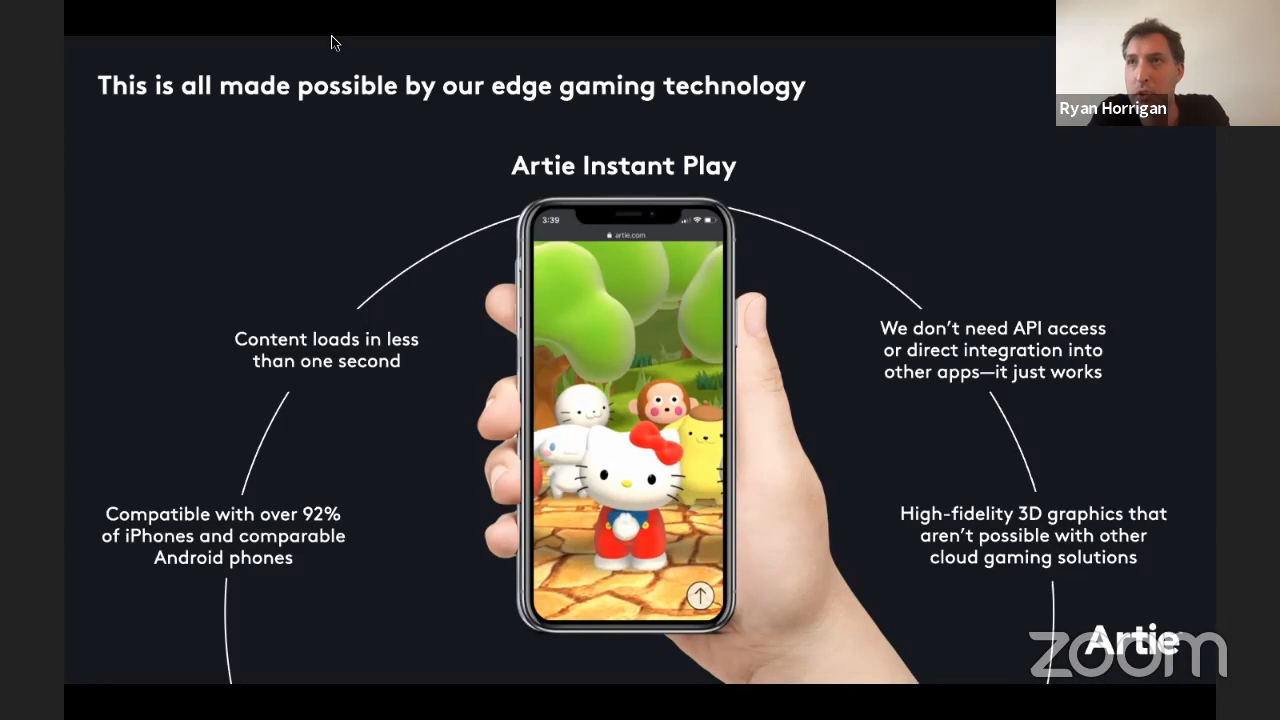 This is all made possible by our edge gaming technology
Ryan Horrigan
Artie Instant Play
3:39
artie.com
Content loads in less
than one second
We don't need API access
or direct integration into
other apps—it just works
Compatible with over 92%
of iPhones and comparable
Android phones
High-fidelity 3D graphics that
aren't possible with other
cloud gaming solutions
Artie
zoom